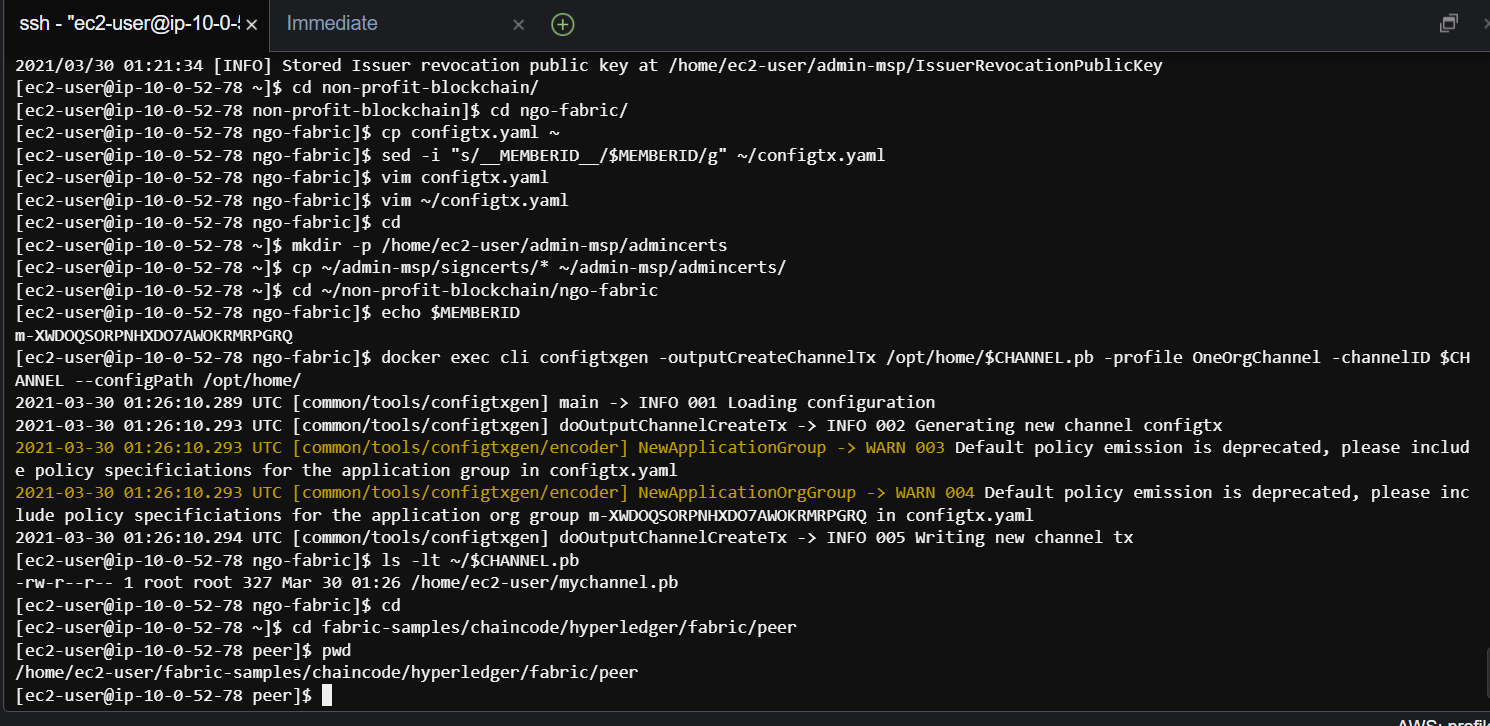 ssh - "ec2-user@ip-10-0-5 Immediate
2021/03/30 01:21:34 [INFO] Stored Issuer revocation public key at /home/ec2-user/admin-msp/IssuerRevocationPublicKey
[ec2-user@ip-10-0-52-78 ~]$ cd non-profit-blockchain/
[ec2-user@ip-10-0-52-78 non-profit-blockchain]$ cd ngo-fabric/
[ec2-user@ip-10-0-52-78 ngo-fabric]$ cp configtx.yaml ~
[ec2-user@ip-10-0-52-78 ngo-fabric]$ sed -i "s/__MEMBERID__/$MEMBERID/g" ~/configtx.yaml
[ec2-user@ip-10-0-52-78 ngo-fabric]$ vim configtx.yaml
[ec2-user@ip-10-0-52-78 ngo-fabric]$ vim ~/configtx.yaml
[ec2-user@ip-10-0-52-78 ngo-fabric]$ cd
[ec2-user@ip-10-0-52-78 ~]$ mkdir -p /home/ec2-user/admin-msp/admincerts
[ec2-user@ip-10-0-52-78 ~]$ cp ~/admin-msp/signcerts/* ~/admin-msp/admincerts/
[ec2-user@ip-10-0-52-78 ~]$ cd ~/non-profit-blockchain/ngo-fabric
[ec2-user@ip-10-0-52-78 ngo-fabric]$ echo $MEMBERID
m-XWDOQSORPNHXDO7AWOKRMRPGRQ
[ec2-user@ip-10-0-52-78 ngo-fabric]$ docker exec cli configtxgen -outputCreateChannelTx /opt/home/$CHANNEL.pb -profile OneOrgChannel -channelID $CH
ANNEL --configPath /opt/home/
2021-03-30 01:26:10.289 UTC [common/tools/configtxgen] main -> INFO 001 Loading configuration
2021-03-30 01:26:10.293 UTC [common/tools/configtxgen] doOutputChannelCreateTx -> INFO 002 Generating new channel configtx
2021-03-30 01:26:10.293 UTC [common/tools/configtxgen/encoder] NewApplicationGroup -> WARN 003 Default policy emission is deprecated, please includ
e policy specificiations for the application group in configtx.yaml
2021-03-30 01:26:10.293 UTC [common/tools/configtxgen/encoder] NewApplicationOrgGroup -> WARN 004 Default policy emission is deprecated, please inc
lude policy specificiations for the application org group m-XWDOQSORPNHXDO7AWOKRMRPGRQ in configtx.yaml
2021-03-30 01:26:10.294 UTC [common/tools/configtxgen] doOutputChannelCreateTx -> INFO 005 Writing new channel tx
[ec2-user@ip-10-0-52-78 ngo-fabric]$ ls -lt ~/$CHANNEL.pb
-rw-r--r-- 1 root root 327 Mar 30 01:26 /home/ec2-user/mychannel.pb
[ec2-user@ip-10-0-52-78 ngo-fabric]$ cd
[ec2-user@ip-10-0-52-78 ~]$ cd fabric-samples/chaincode/hyperledger/fabric/peer
[ec2-user@ip-10-0-52-78 peer]$ pwd
/home/ec2-user/fabric-samples/chaincode/hyperledger/fabric/peer
[ec2-user@ip-10-0-52-78 peer]$